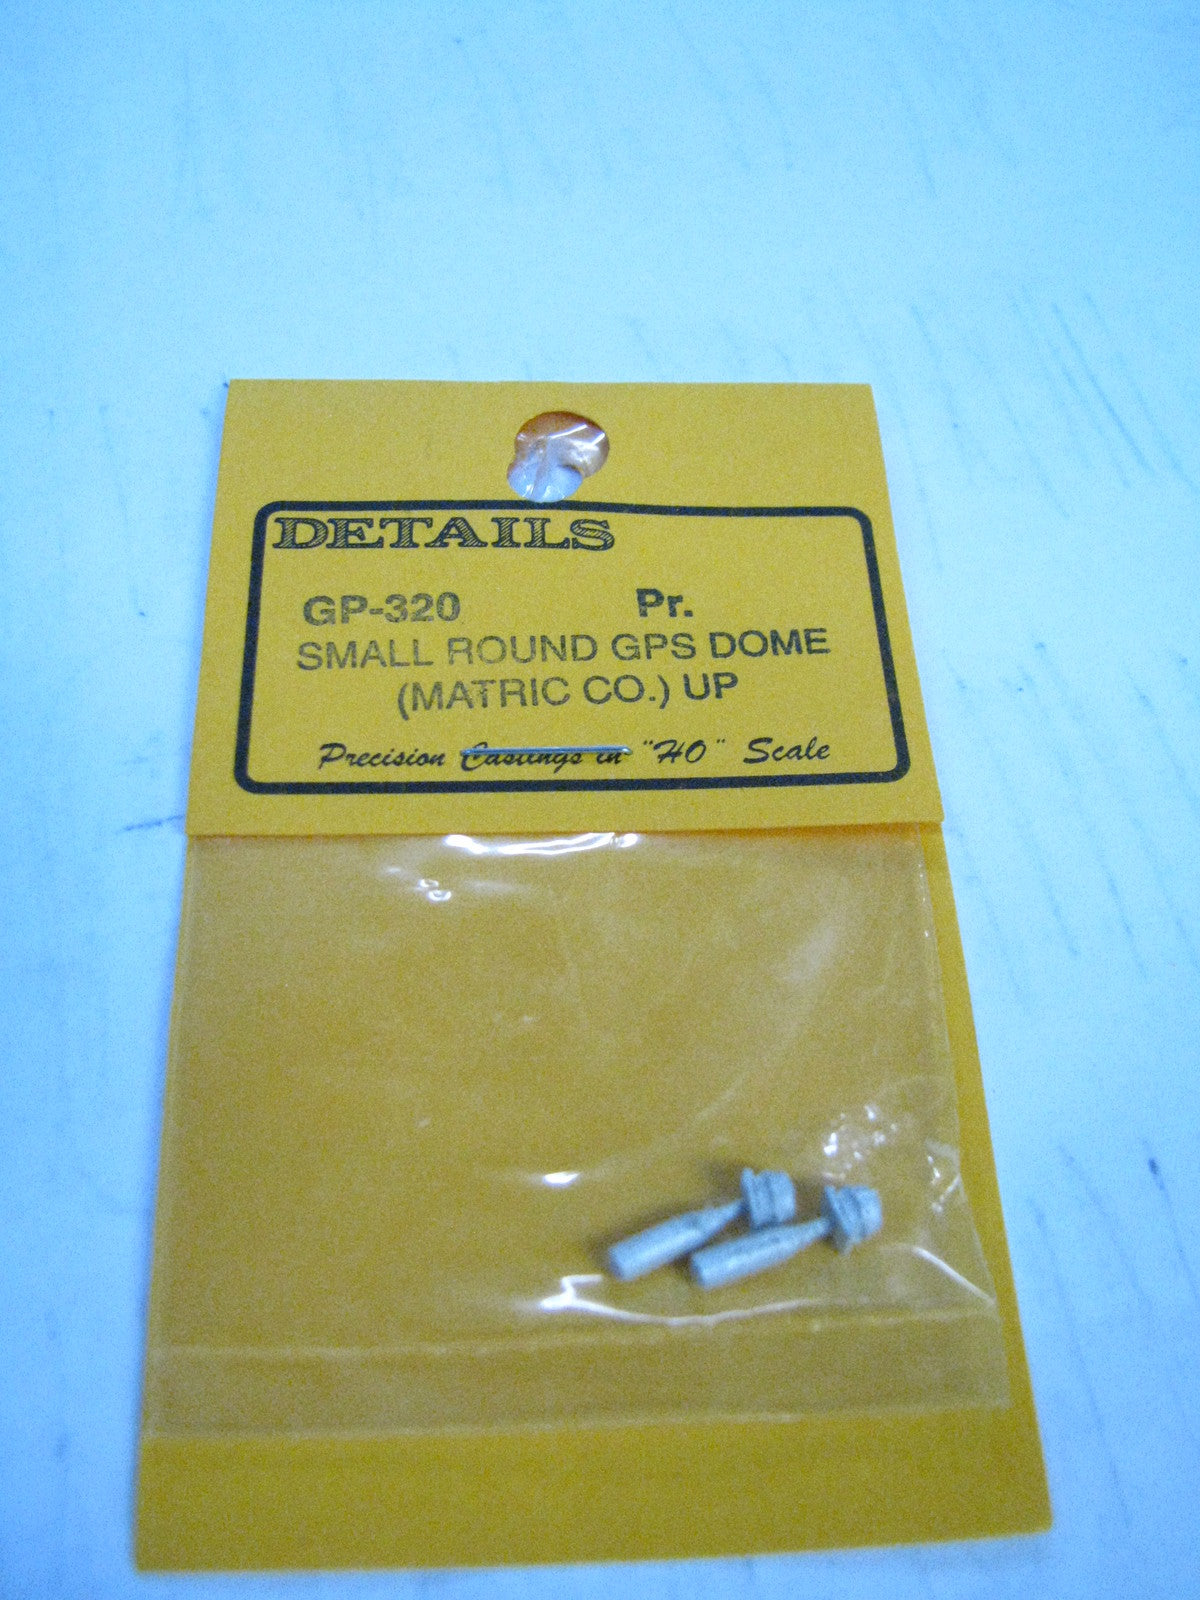 DETAILS
GP-320 Pr.
SMALL ROUND GPS DOME
(MATRIC CO.) UP
Precision Castings in "HO" Scale